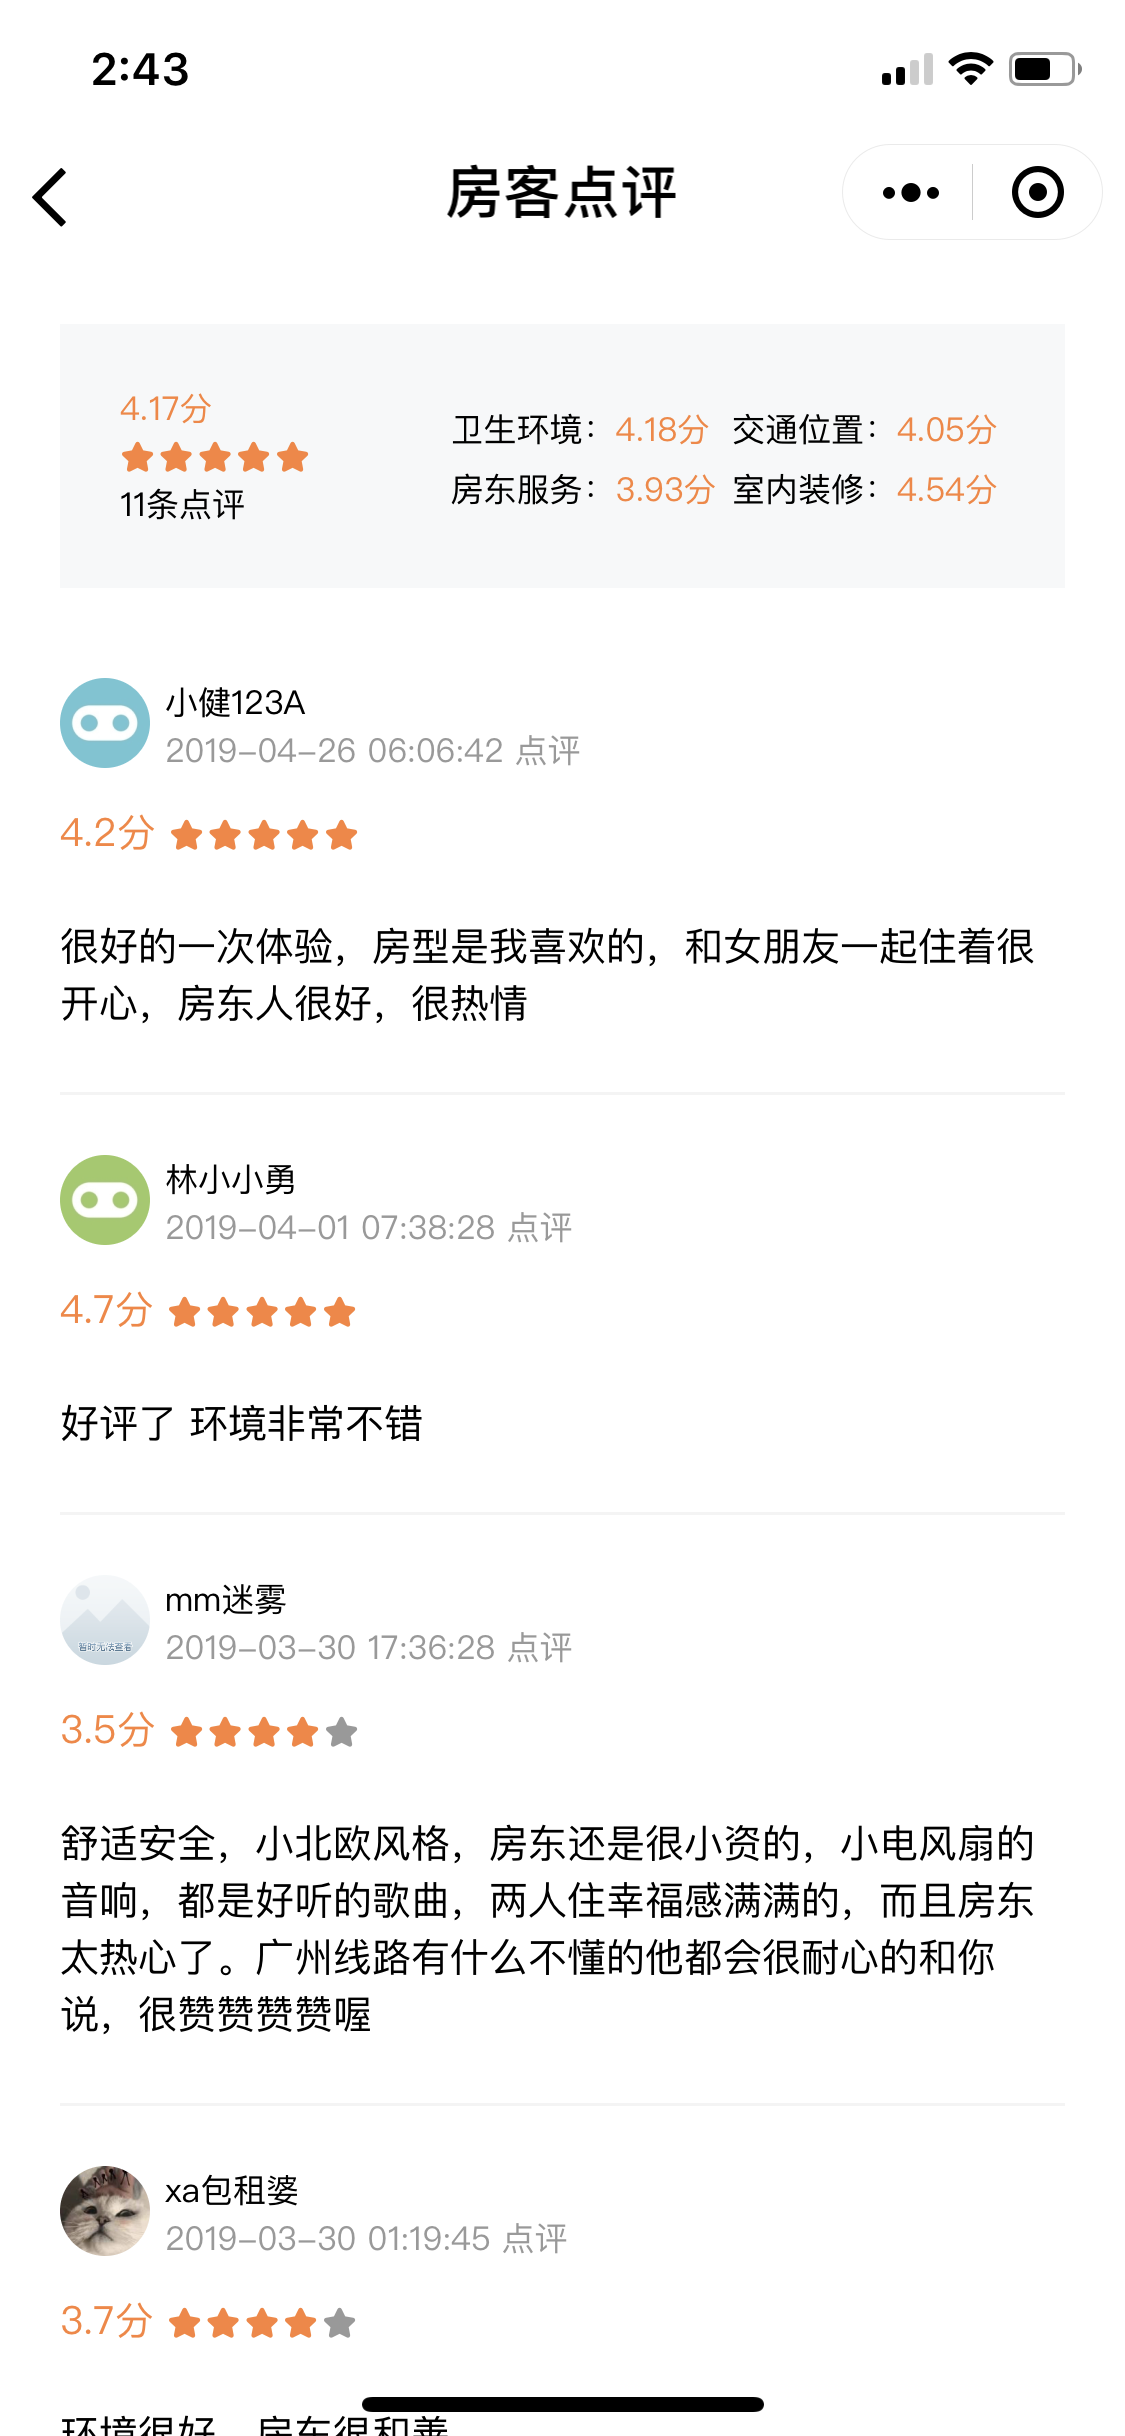 2:43
房客点评
4.17分
11条点评
卫生环境：4.18分 交通位置：4.05分
房东服务：3.93分 室内装修：4.54分
小健123A
2019-04-26 06:06:42 点评
4.2分
很好的一次体验，房型是我喜欢的，和女朋友一起住着很
开心，房东人很好，很热情
林小小勇
2019-04-01 07:38:28 点评
4.7分
好评了 环境非常不错
暂时无法查看
mm迷雾
2019-03-30 17:36:28 点评
3.5分
舒适安全，小北欧风格，房东还是很小资的，小电风扇的
音响，都是好听的歌曲，两人住幸福感满满的，而且房东
太热心了。广州线路有什么不懂的他都会很耐心的和你
说，很赞赞赞赞喔
xa包租婆
2019-03-30 01:19:45 点评
3.7分
环境很好，房东很和善